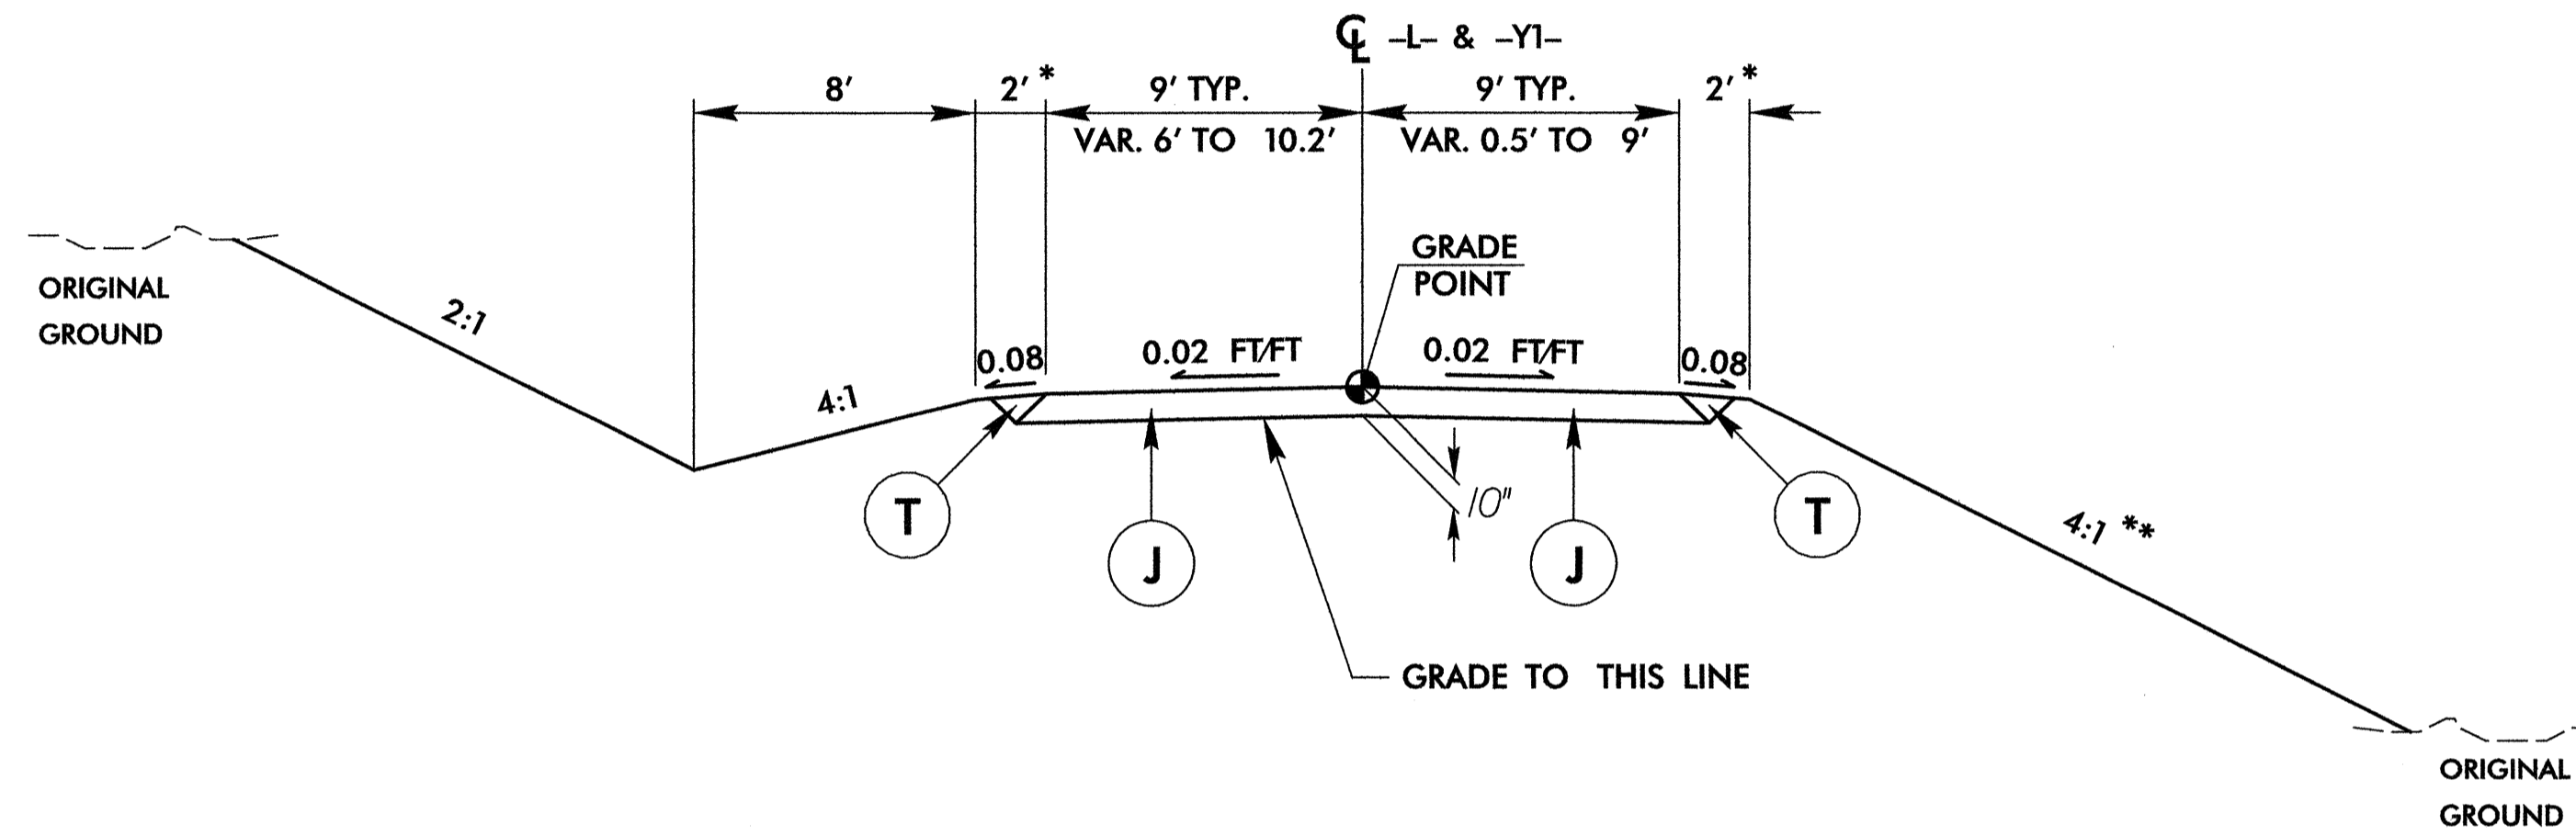 ℄ –L– & –Y1–
8'
2' *
9' TYP.
9' TYP.
2' *
VAR. 6' TO 10.2'
VAR. 0.5' TO 9'
GRADE
POINT
ORIGINAL
GROUND
2:1
4:1
0.08
0.02 FT/FT
0.02 FT/FT
0.08
T
J
10"
J
T
4:1 **
GRADE TO THIS LINE
ORIGINAL
GROUND